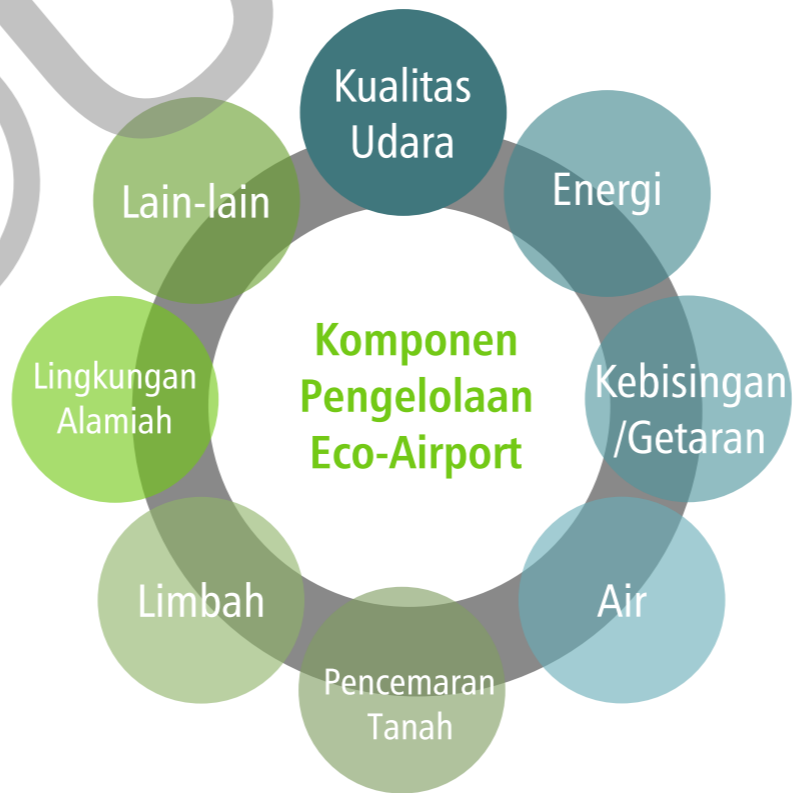 Kualitas
Udara
Energi
Kebisingan
/Getaran
Air
Pencemaran
Tanah
Limbah
Lingkungan
Alamiah
Lain-lain
Komponen
Pengelolaan
Eco-Airport